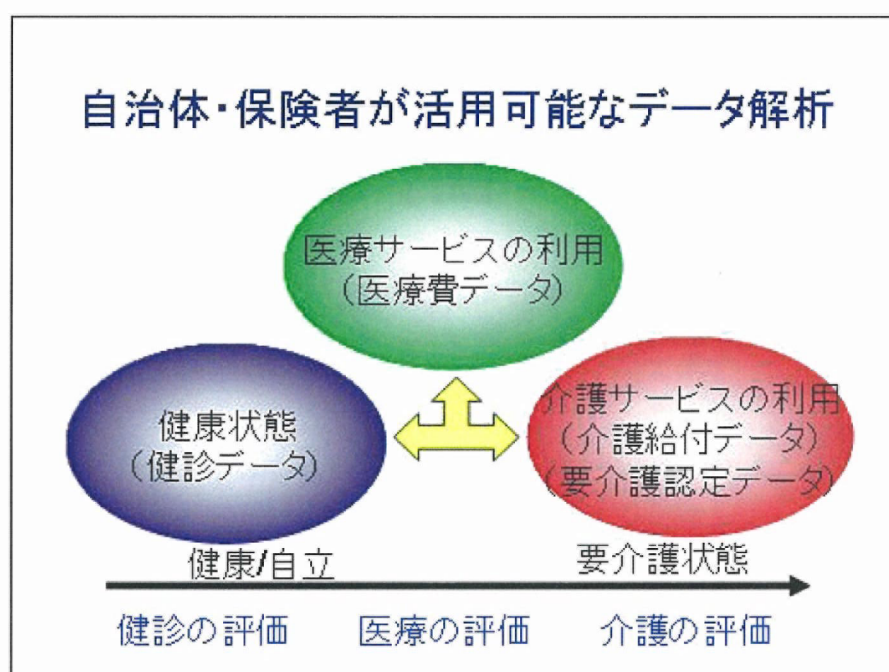 自治体・保険者が活用可能なデータ解析
医療サービスの利用
(医療費データ)
健康状態
(健診データ)
介護サービスの利用
(介護給付データ)
(要介護認定データ)
健康/自立
要介護状態
健診の評価
医療の評価
介護の評価